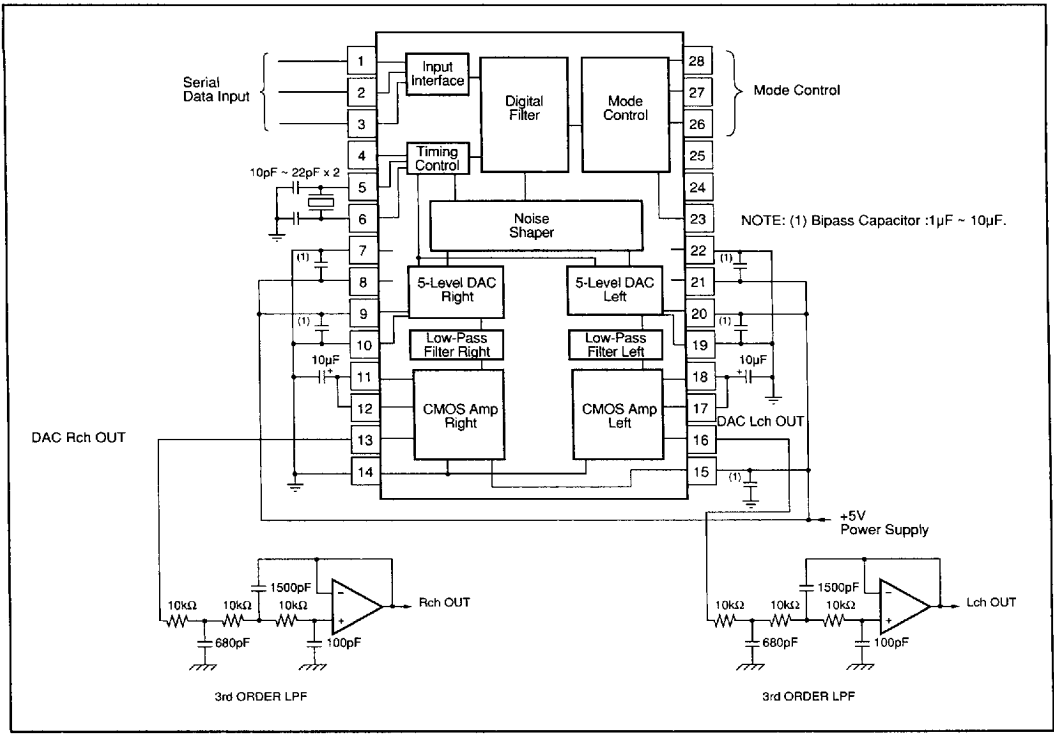 1
2
3
4
5
6
7
8
9
10
11
12
13
14
28
27
26
25
24
23
22
21
20
19
18
17
16
15
Serial
Data Input
Input
Interface
Digital
Filter
Mode
Control
Mode Control
Timing
Control
10pF ~ 22pF x 2
Noise
Shaper
NOTE: (1) Bipass Capacitor :1µF ~ 10µF.
(1)
(1)
5-Level DAC
Right
5-Level DAC
Left
(1)
(1)
Low-Pass
Filter Right
Low-Pass
Filter Left
10µF
+
10µF
+
CMOS Amp
Right
CMOS Amp
Left
DAC Rch OUT
DAC Lch OUT
(1)
+5V
Power Supply
1500pF
10kΩ
10kΩ
10kΩ
−
+
Rch OUT
680pF
100pF
3rd ORDER LPF
1500pF
10kΩ
10kΩ
10kΩ
−
+
Lch OUT
680pF
100pF
3rd ORDER LPF